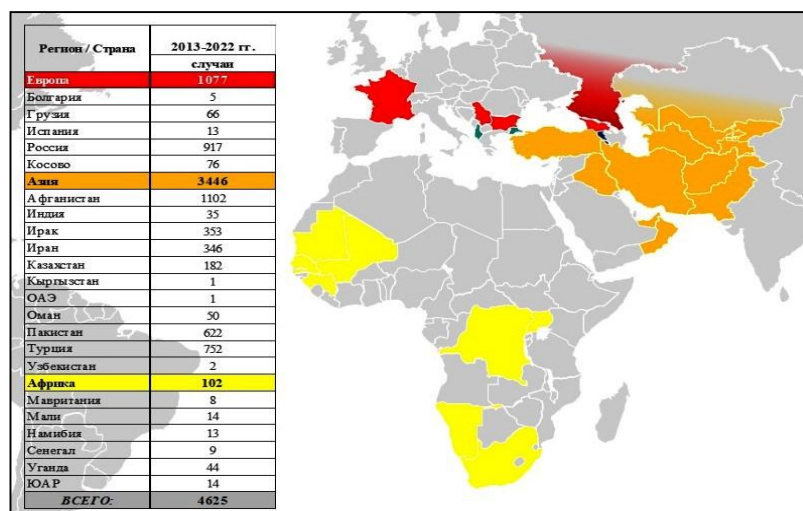 Регион / Страна 2013-2022 гг.
случаи
Европа 1077
Болгария 5
Грузия 66
Испания 13
Россия 917
Косово 76
Азия 3446
Афганистан 1102
Индия 35
Ирак 353
Иран 346
Казахстан 182
Кыргызстан 1
ОАЭ 1
Оман 50
Пакистан 622
Турция 752
Узбекистан 2
Африка 102
Мавритания 8
Мали 14
Намибия 13
Сенегал 9
Уганда 44
ЮАР 14
ВСЕГО: 4625